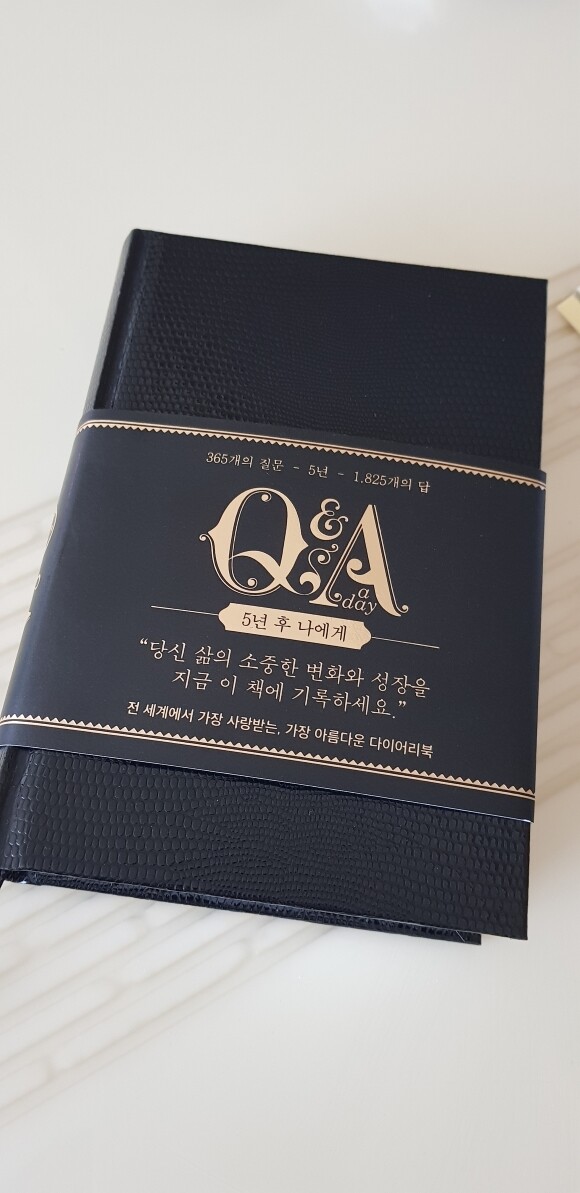 365개의 질문 - 5년 - 1.825개의 답
Q&A
a
day
5년 후 나에게
“당신 삶의 소중한 변화와 성장을
지금 이 책에 기록하세요.”
전 세계에서 가장 사랑받는, 가장 아름다운 다이어리북